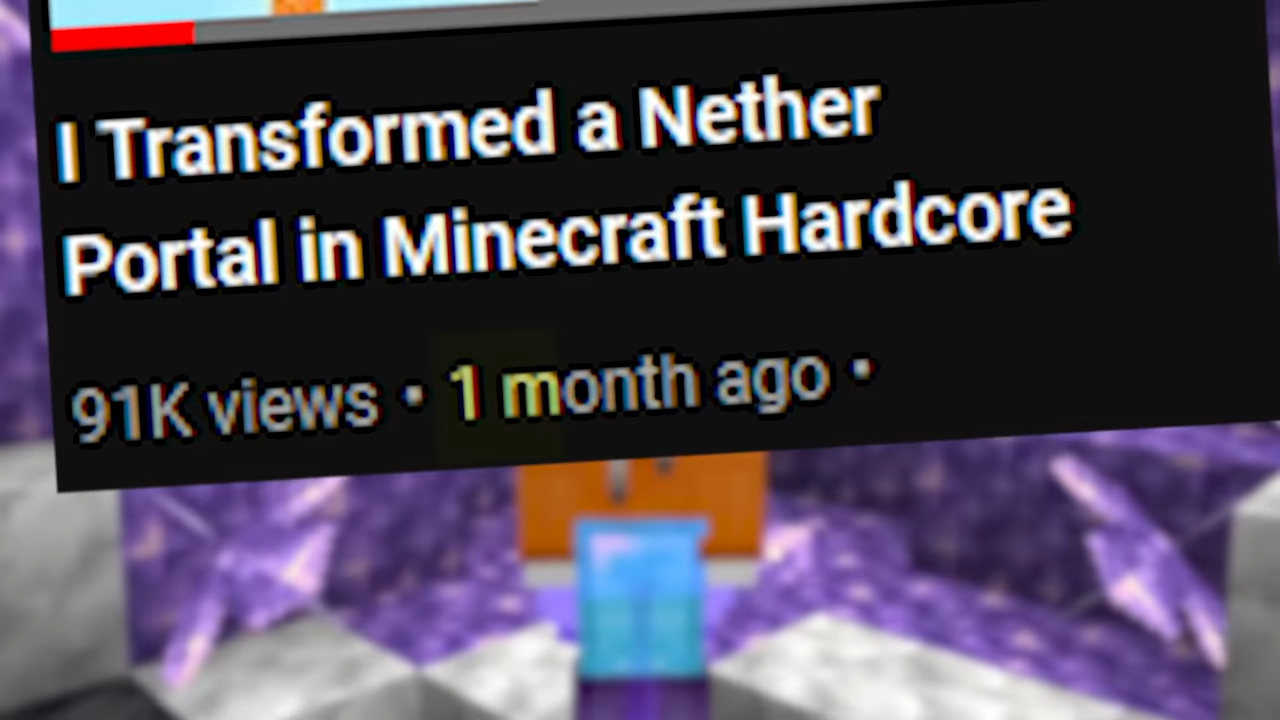 I Transformed a Nether
Portal in Minecraft Hardcore
91K views • 1 month ago •